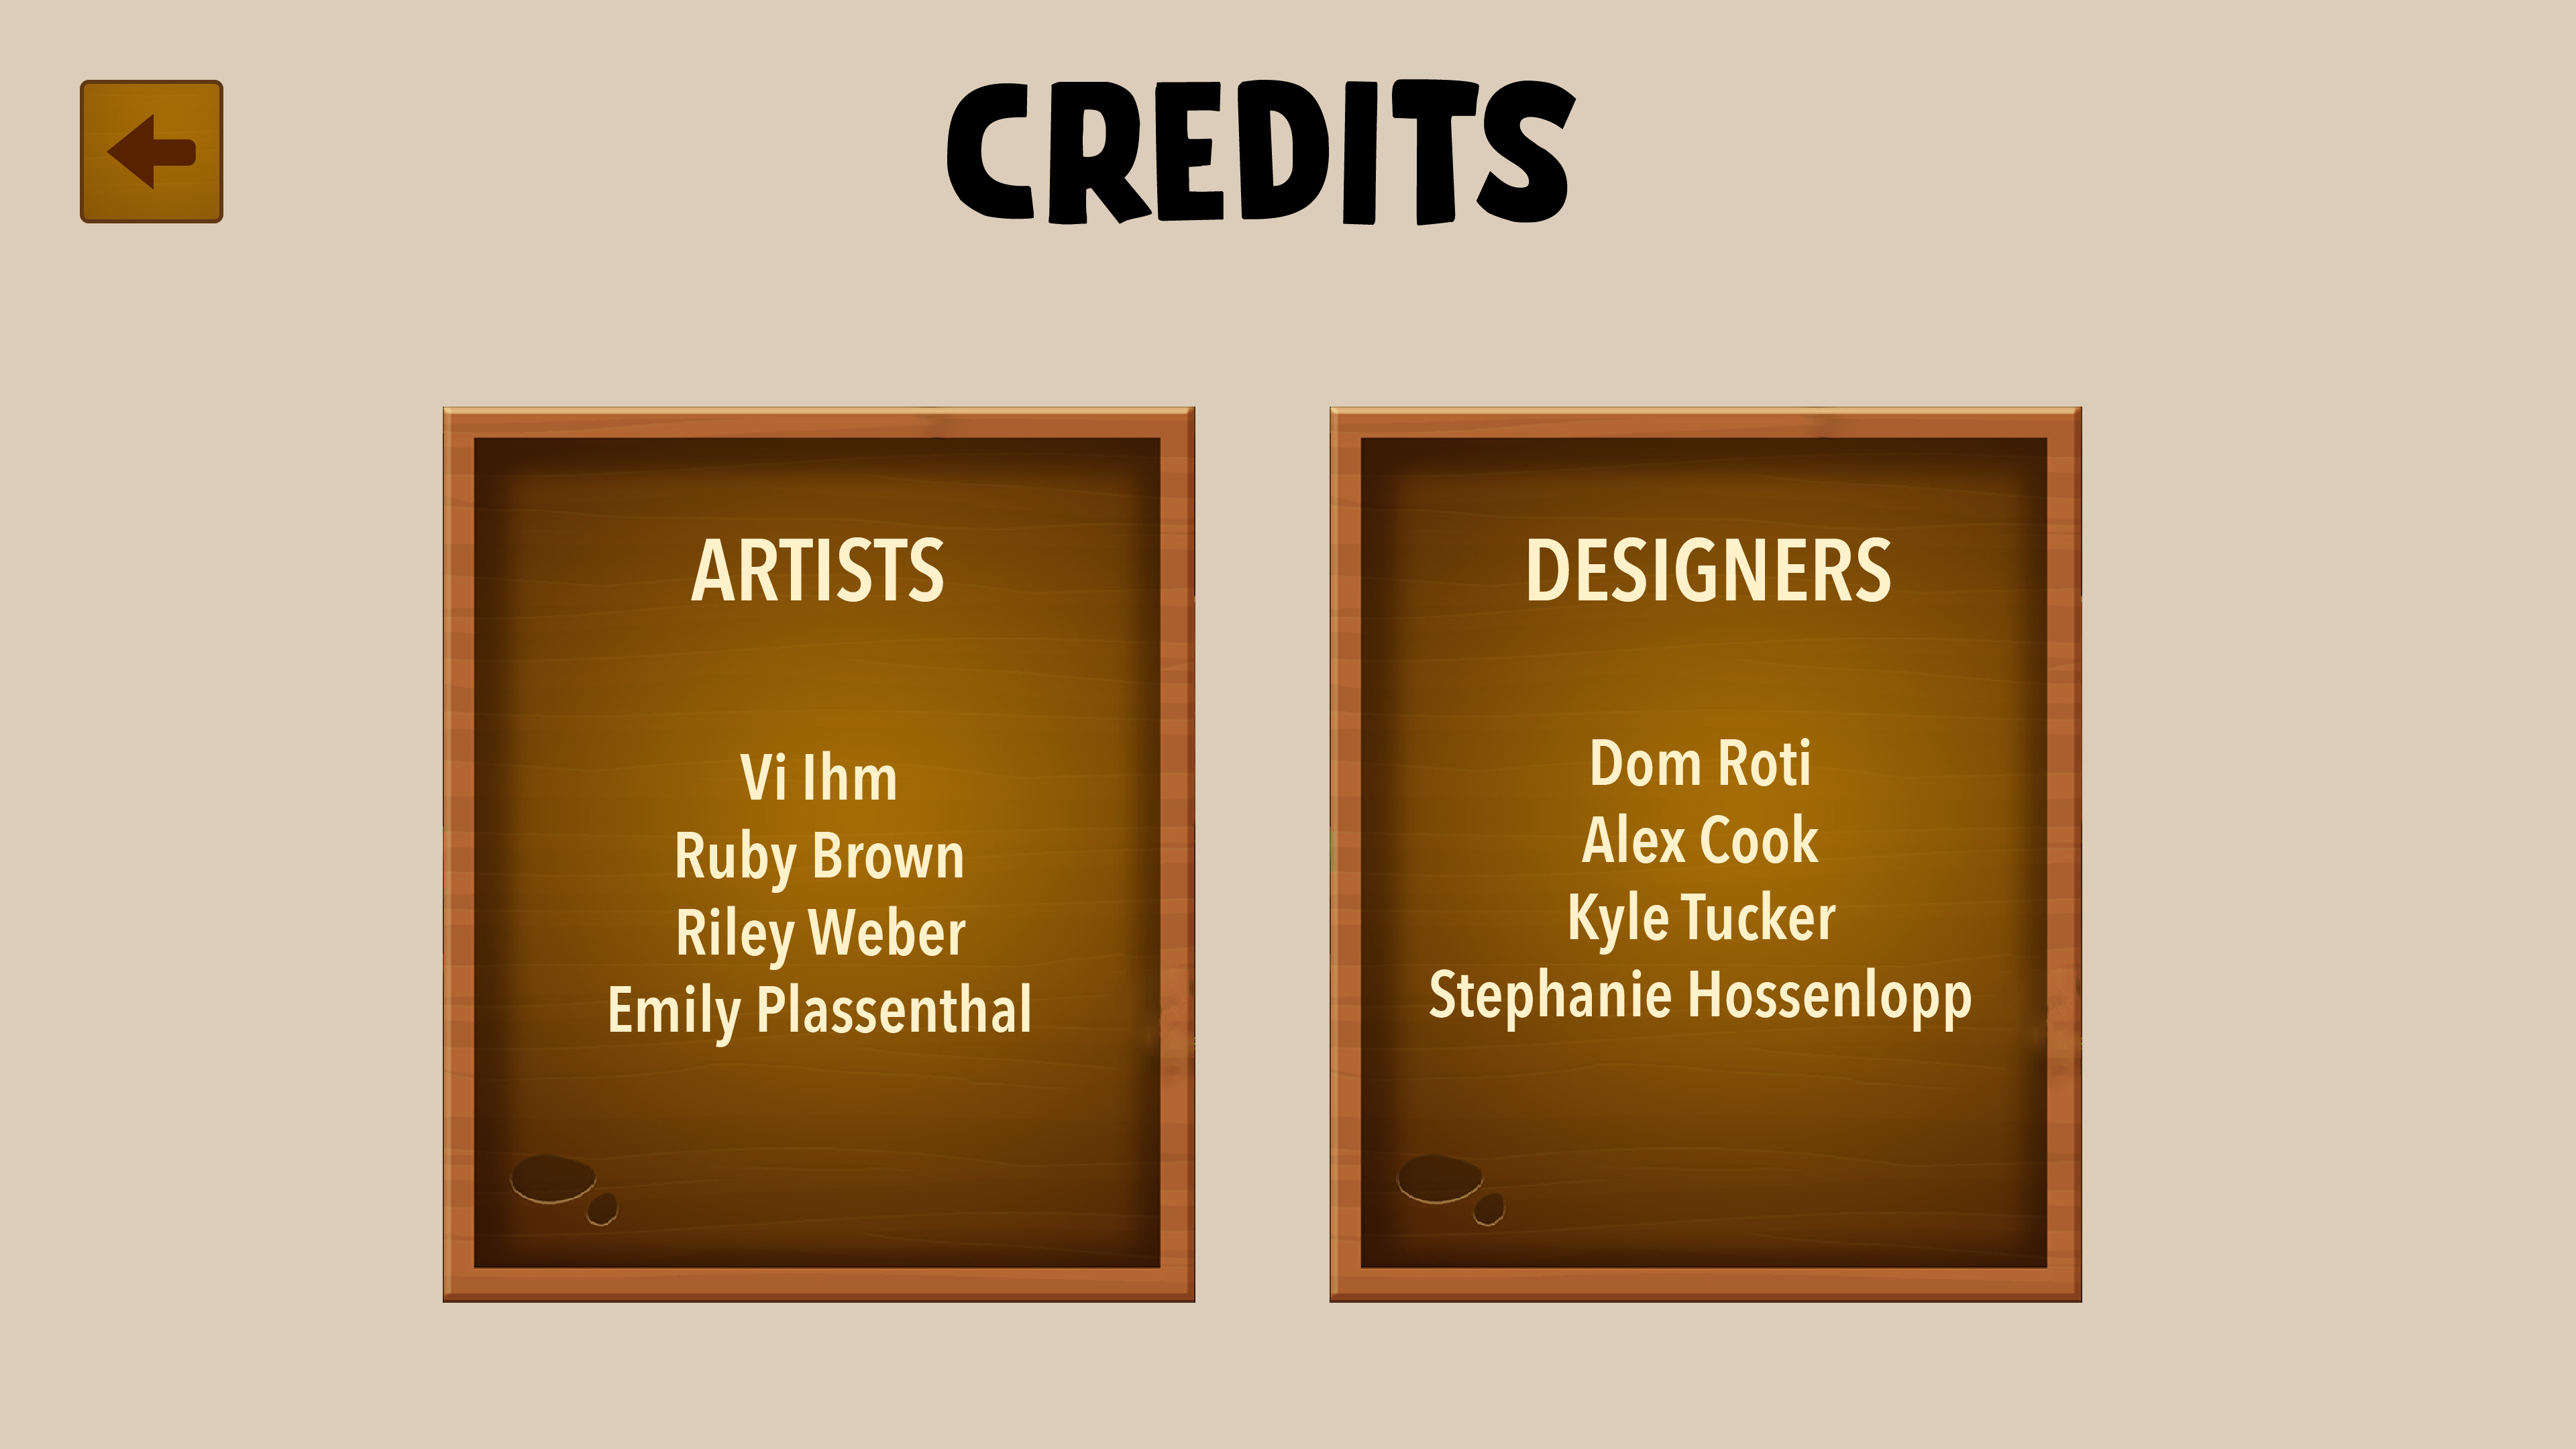 CREDITS
ARTISTS
Vi Ihm
Ruby Brown
Riley Weber
Emily Plassenthal
DESIGNERS
Dom Roti
Alex Cook
Kyle Tucker
Stephanie Hossenlopp